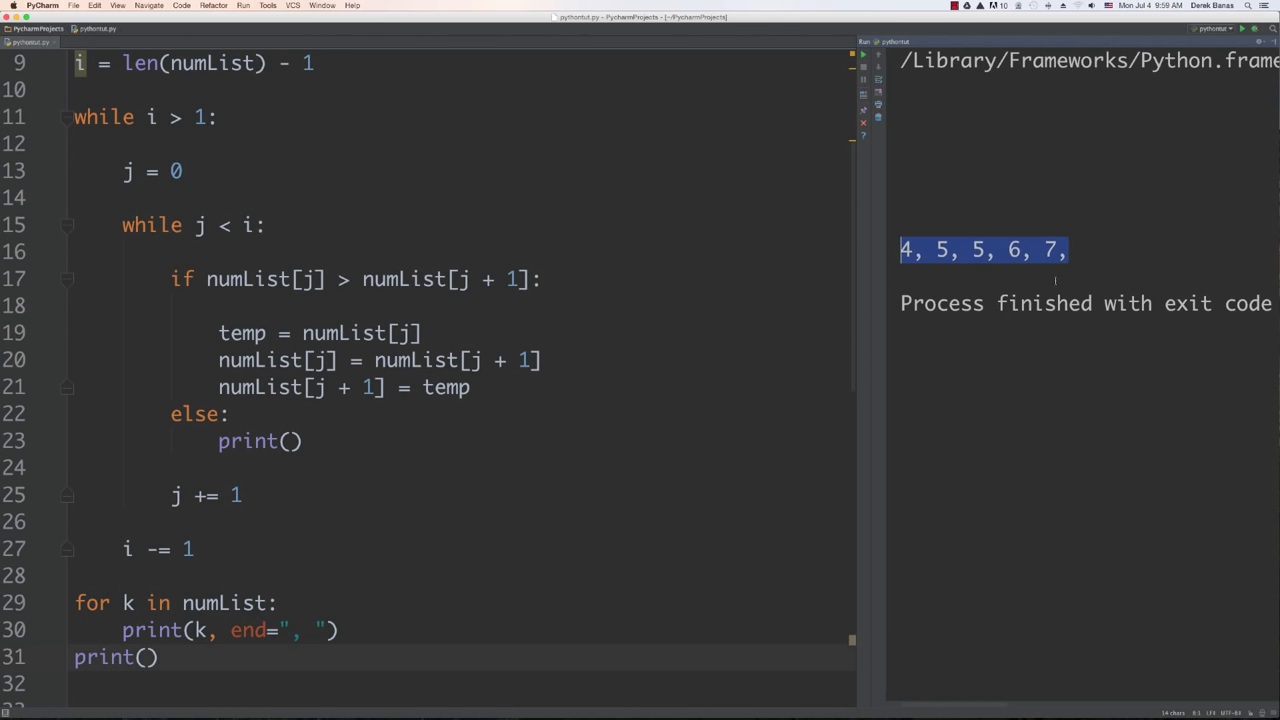 PyCharm File Edit View Navigate Code Refactor Run Tools VCS Window Help 10 Mon Jul 4 9:59 AM Derek Banas
pythontut.py - PyCharmProjects - [~/PycharmProjects]
PycharmProjects pythontut.py pythontut
pythontut.py
Run: pythontut
9 i = len(numList) - 1
10
11 while i > 1:
12
13 j = 0
14
15 while j < i:
16
17 if numList[j] > numList[j + 1]:
18
19 temp = numList[j]
20 numList[j] = numList[j + 1]
21 numList[j + 1] = temp
22 else:
23 print()
24
25 j += 1
26
27 i -= 1
28
29 for k in numList:
30 print(k, end=", ")
31 print()
32
/Library/Frameworks/Python.frame
4, 5, 5, 6, 7,
Process finished with exit code
14 chars 8:1 LF÷ UTF-8÷